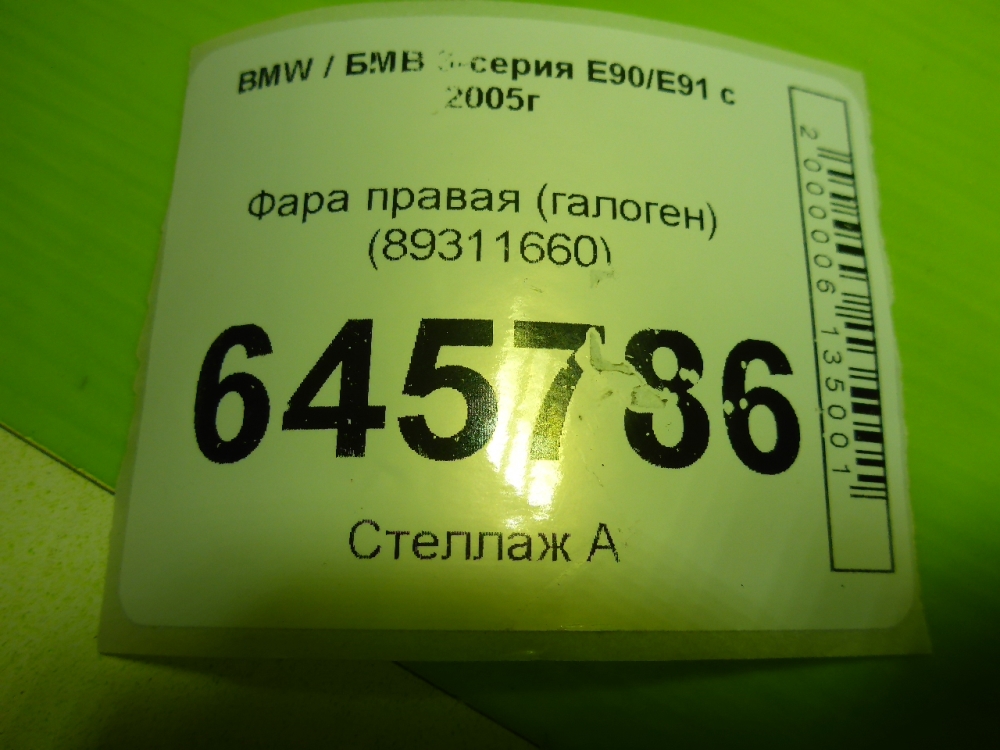 BMW / БМВ 3-серия E90/E91 с
2005г
Фара правая (галоген)
(89311660)
645786
Стеллаж А
2000006135001